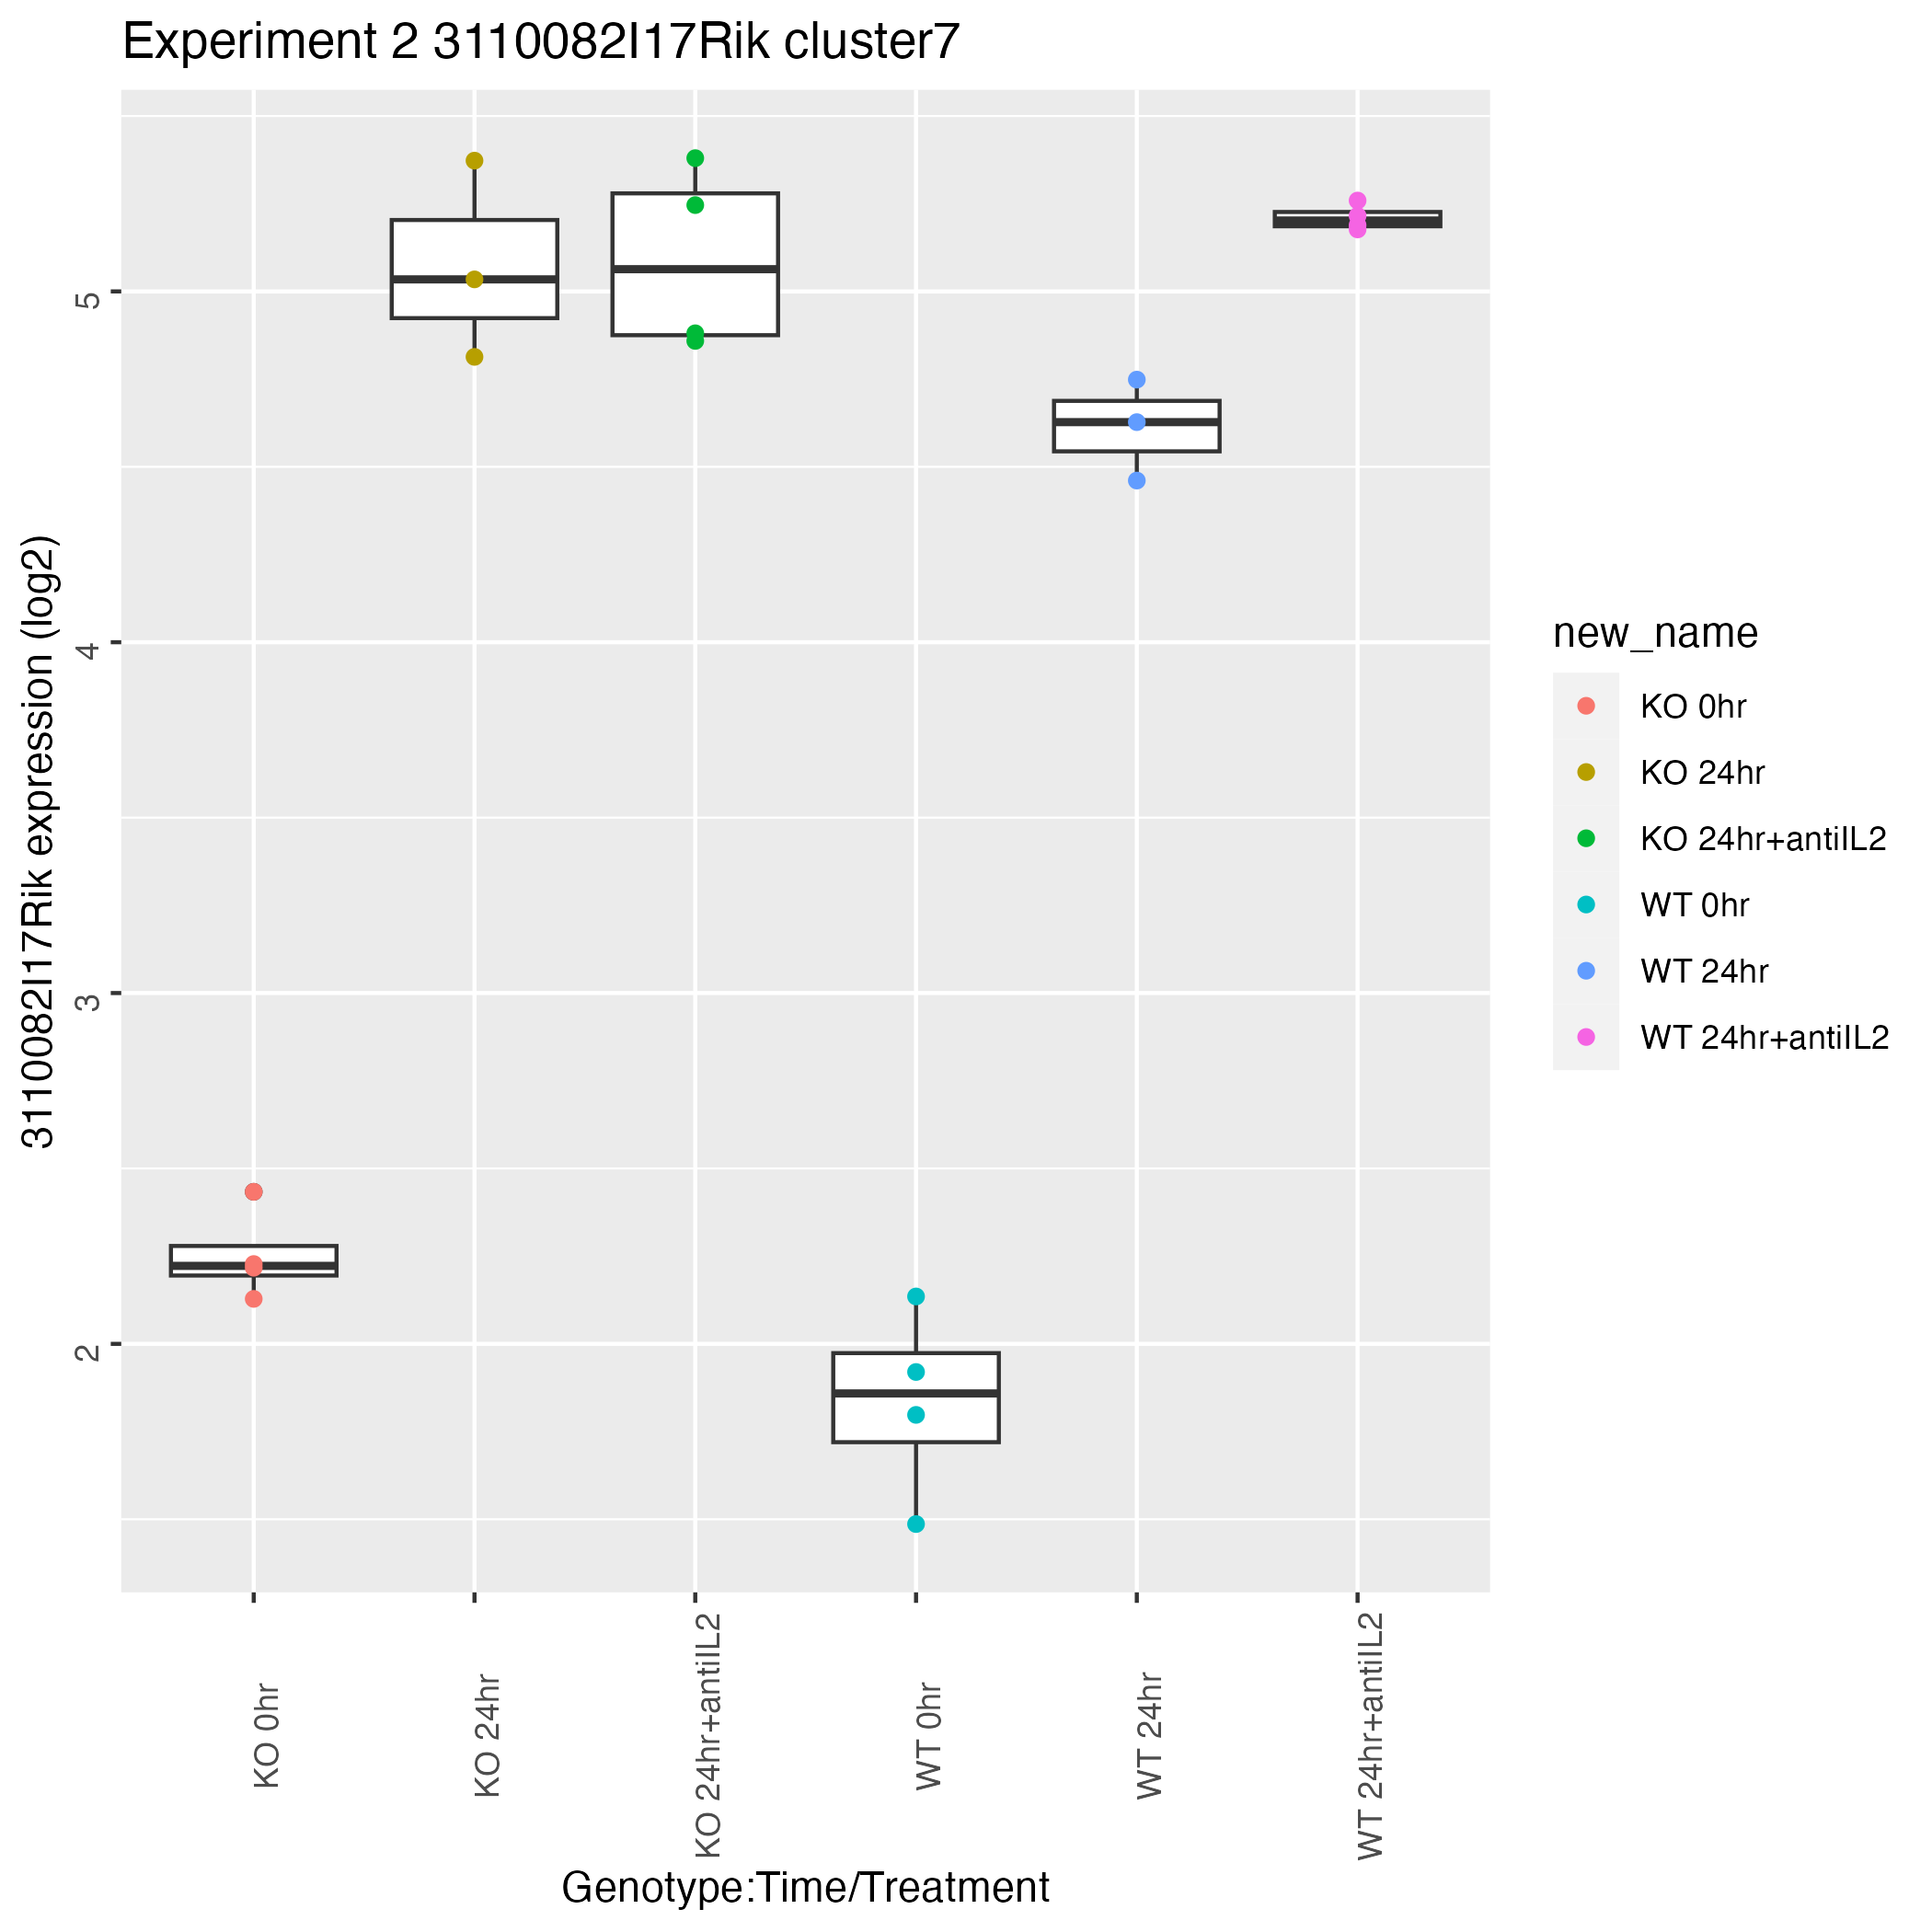 Experiment 2 3110082I17Rik cluster7
3110082I17Rik expression (log2)
5
4
3
2
KO 0hr
KO 24hr
KO 24hr+antiIL2
WT 0hr
WT 24hr
WT 24hr+antiIL2
Genotype:Time/Treatment
new_name
KO 0hr
KO 24hr
KO 24hr+antiIL2
WT 0hr
WT 24hr
WT 24hr+antiIL2